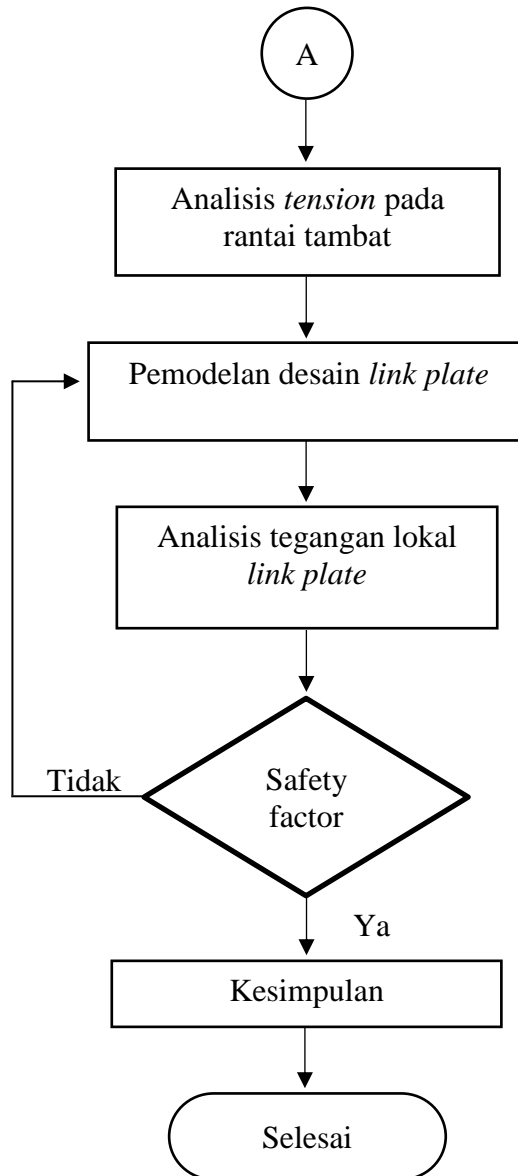 A
Analisis tension pada
rantai tambat
Pemodelan desain link plate
Analisis tegangan lokal
link plate
Tidak
Safety
factor
Ya
Kesimpulan
Selesai